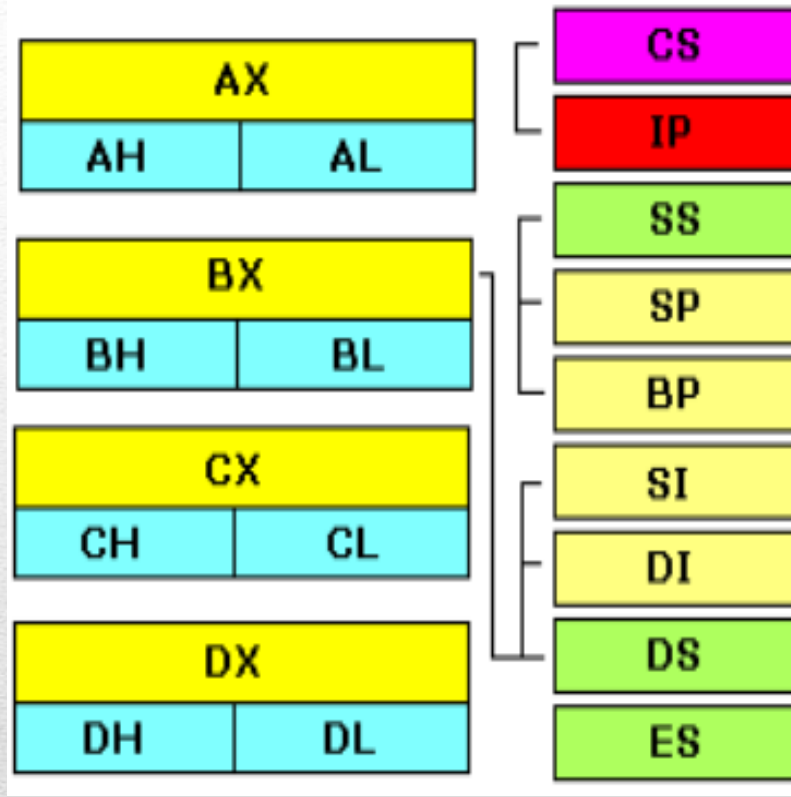 AX
AH AL
BX
BH BL
CX
CH CL
DX
DH DL
CS
IP
SS
SP
BP
SI
DI
DS
ES